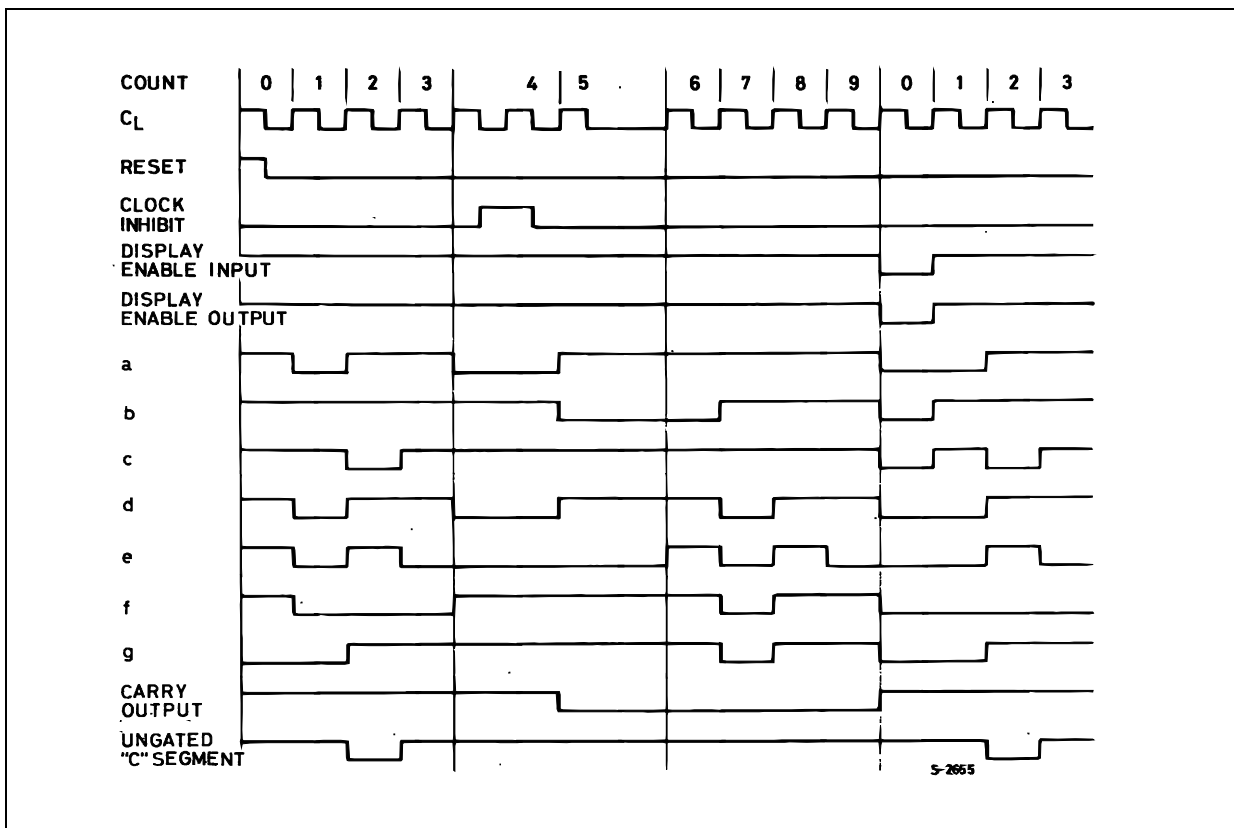 COUNT 0 1 2 3 4 5 6 7 8 9 0 1 2 3
CL
RESET
CLOCK
INHIBIT
DISPLAY
ENABLE INPUT
DISPLAY
ENABLE OUTPUT
a
b
c
d
e
f
g
CARRY
OUTPUT
UNGATED
"C" SEGMENT
S-2655